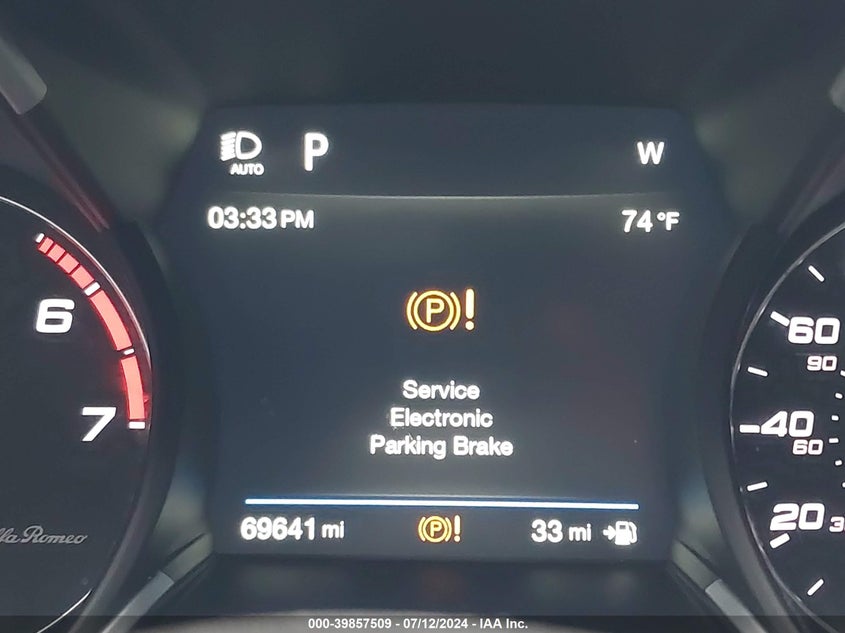 AUTO P W
03:33 PM 74 °F
P !
6
7
Service
Electronic
Parking Brake
69641 mi P ! 33 mi
60
90
40
60
20
Romeo
000-39857509 - 07/12/2024 - IAA Inc.